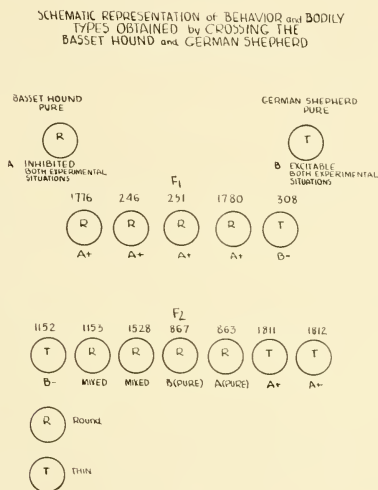 SCHEMATIC REPRESENTATION of BEHAVIOR and BODILY
TYPES OBTAINED by CROSSING THE
BASSET HOUND and GERMAN SHEPHERD
BASSET HOUND
PURE
R
A INHIBITED
BOTH EXPERIMENTAL
SITUATIONS
GERMAN SHEPHERD
PURE
T
B EXCITABLE
BOTH EXPERIMENTAL
SITUATIONS
F1
1776 246 251 1780 308
R R R R T
A+ A+ A+ A+ B-
F2
1152 1153 1528 867 863 1811 1812
T R R R R T T
B- MIXED MIXED B(PURE) A(PURE) A+ A+
R Round
T THIN